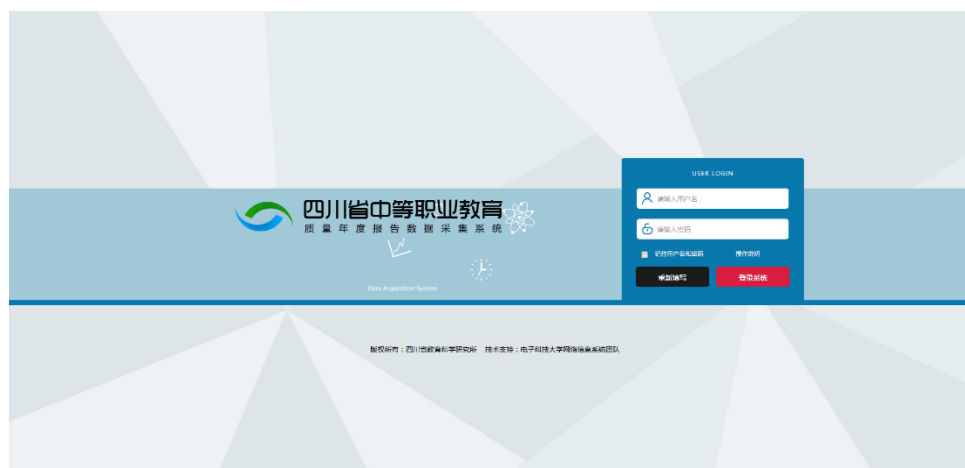 USER LOGIN
请输入用户名
四川省中等职业教育
质量年度报告数据采集系统
请输入密码
记住用户名和密码 操作说明
重新填写 登录系统
Data Acquisition System
版权所有：四川省教育科学研究所 技术支持：电子科技大学网络信息系统团队